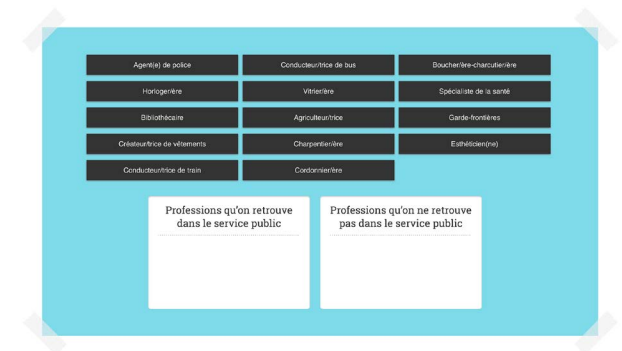 Agent(e) de police
Conducteur/trice de bus
Boucher/ère-charcutier/ère
Horloger/ère
Vitrier/ère
Spécialiste de la santé
Bibliothécaire
Agriculteur/trice
Garde-frontières
Créateur/trice de vêtements
Charpentier/ière
Esthéticien(ne)
Conducteur/trice de train
Cordonnier/ère
Professions qu'on retrouve
dans le service public
Professions qu'on ne retrouve
pas dans le service public